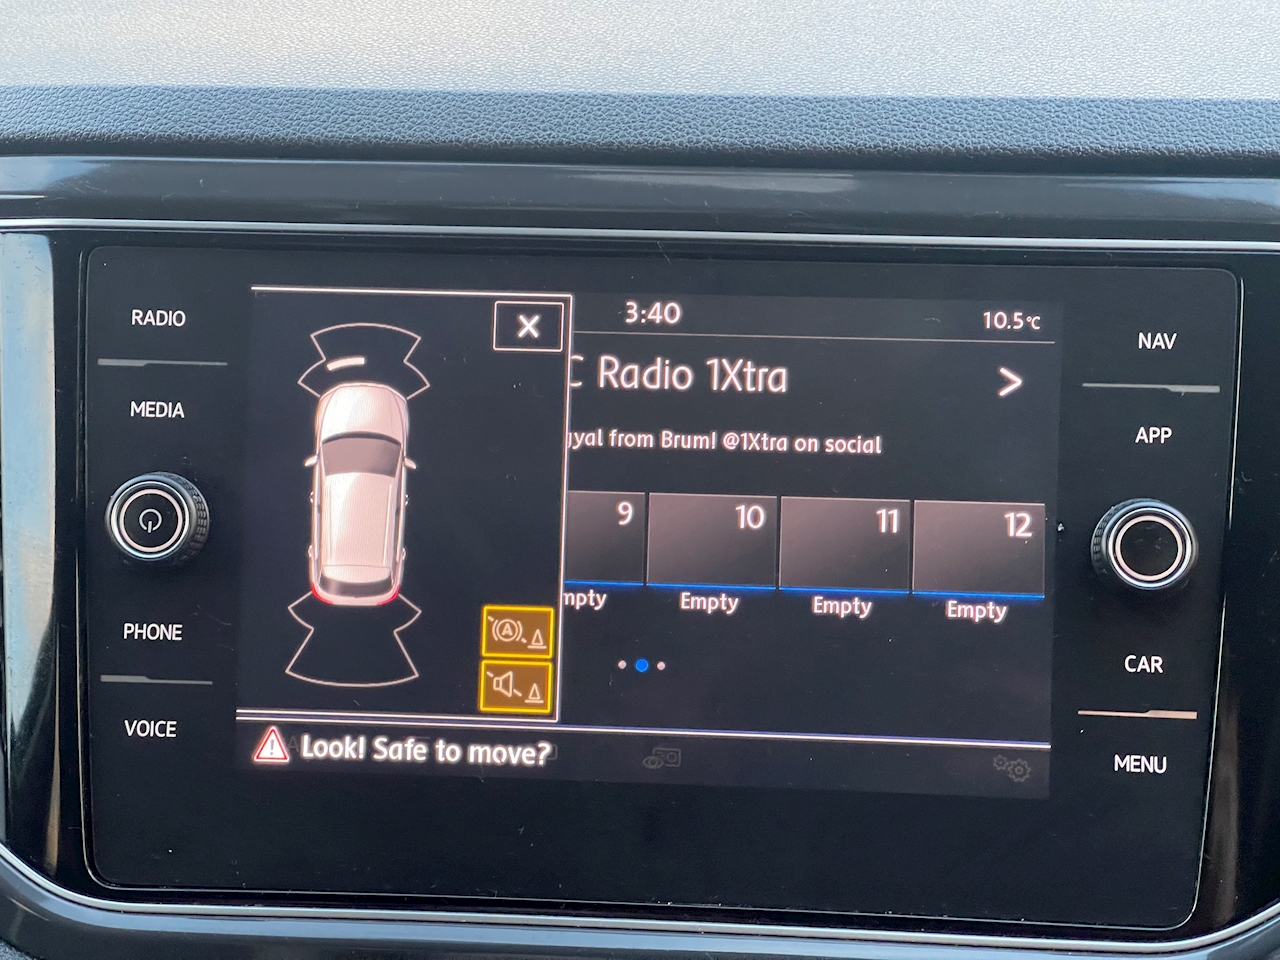 RADIO
MEDIA
PHONE
VOICE
X
3:40
10.5°C
C Radio 1Xtra
>
from Brum! @1Xtra on social
9
10
11
12
Empty
Empty
Empty
A
Look! Safe to move?
NAV
APP
CAR
MENU